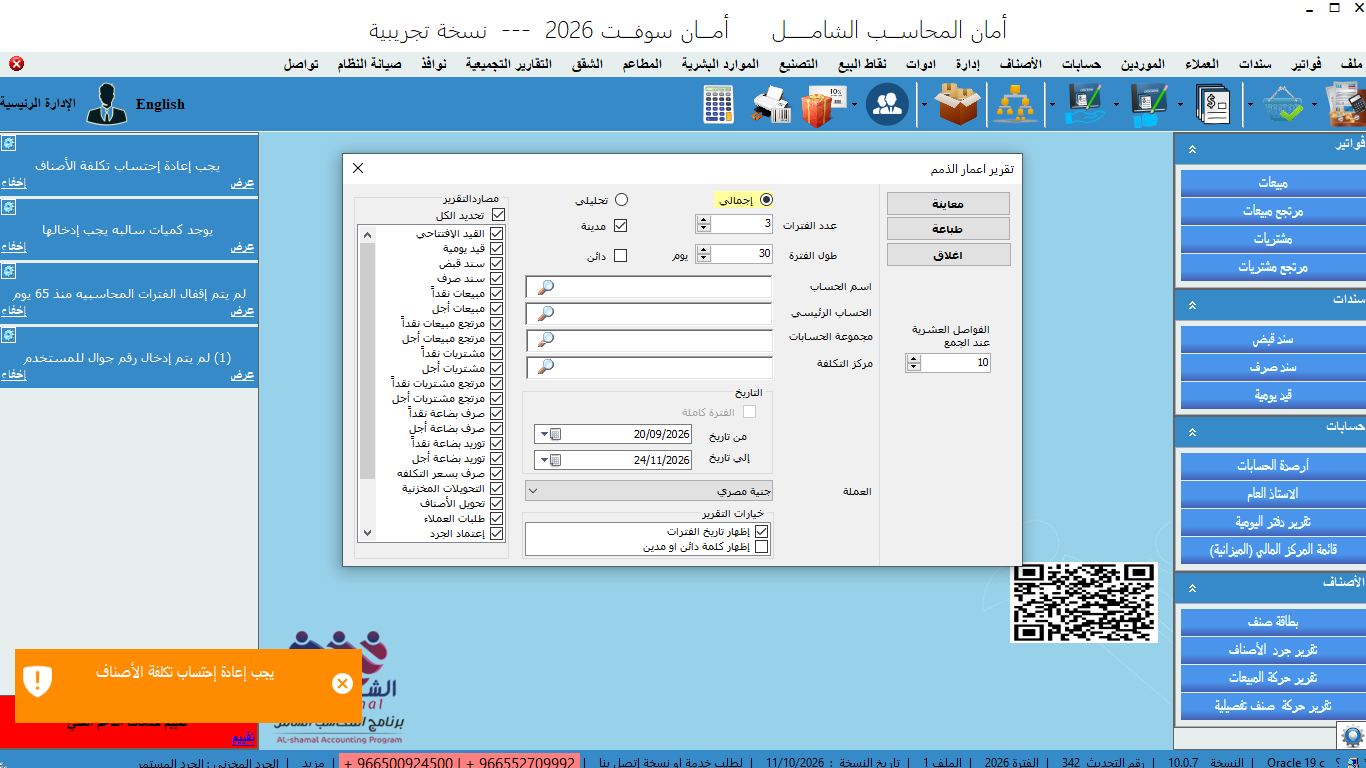 أمان المحاسب الشامل أمان سوفت 2026 --- نسخة تجريبية
ملف فواتير سندات العملاء الموردين حسابات الأصناف إدارة ادوات نقاط البيع التصنيع الموارد البشرية المطاعم الشقق التقارير التجميعية نوافذ صيانة النظام تواصل
10%
English
الإدارة الرئيسية
فواتير
مبيعات
مرتجع مبيعات
مشتريات
مرتجع مشتريات
سندات
سند قبض
سند صرف
قيد يومية
حسابات
أرصدة الحسابات
الاستاذ العام
تقرير دفتر اليومية
قائمة المركز المالي (الميزانية)
الأصناف
بطاقة صنف
تقرير جرد الأصناف
تقرير حركة المبيعات
تقرير حركة صنف تفصيلية
تقرير اعمار الذمم
معاينة
طباعة
اغلاق
الفواصل العشرية
عند الجمع
10
إجمالي
تحليلي
عدد الفترات 3
مدينة
طول الفترة 30 يوم
دائن
اسم الحساب
الحساب الرئيسي
مجموعة الحسابات
مركز التكلفة
التاريخ
الفترة كاملة
من تاريخ 20/09/2026
إلي تاريخ 24/11/2026
العملة جنية مصري
خيارات التقرير
إظهار تاريخ الفترات
إظهار كلمة دائن او مدين
مصادرالتقرير
تحديد الكل
القيد الإفتتاحي
قيد يومية
سند قبض
سند صرف
مبيعات نقداً
مبيعات أجل
مرتجع مبيعات نقداً
مرتجع مبيعات أجل
مشتريات نقداً
مشتريات أجل
مرتجع مشتريات نقداً
مرتجع مشتريات أجل
صرف بضاعة نقداً
صرف بضاعة أجل
توريد بضاعة نقداً
توريد بضاعة أجل
صرف بسعر التكلفه
التحويلات المخزنية
تحويل الأصناف
طلبات العملاء
إعتماد الجرد
يجب إعادة إحتساب تكلفة الأصناف
عرض إخفاء
يوجد كميات سالبه يجب إدخالها
عرض إخفاء
لم يتم إقفال الفترات المحاسبيه منذ 65 يوم
عرض إخفاء
(1) لم يتم إدخال رقم جوال للمستخدم
عرض إخفاء
يجب إعادة إحتساب تكلفة الأصناف
تقييم
برنامج المحاسب الشامل
AL-shamal Accounting Program
Oracle 19 c | النسخة 10.0.7 | رقم التحديث 342 | الفترة 2026 | الملف 1 | تاريخ النسخة : 11/10/2026 | لطلب خدمة او نسخة إتصل بنا | + 966500924500 | + 966552709992 | مزيد | الجرد المخزني : الجرد المستمر